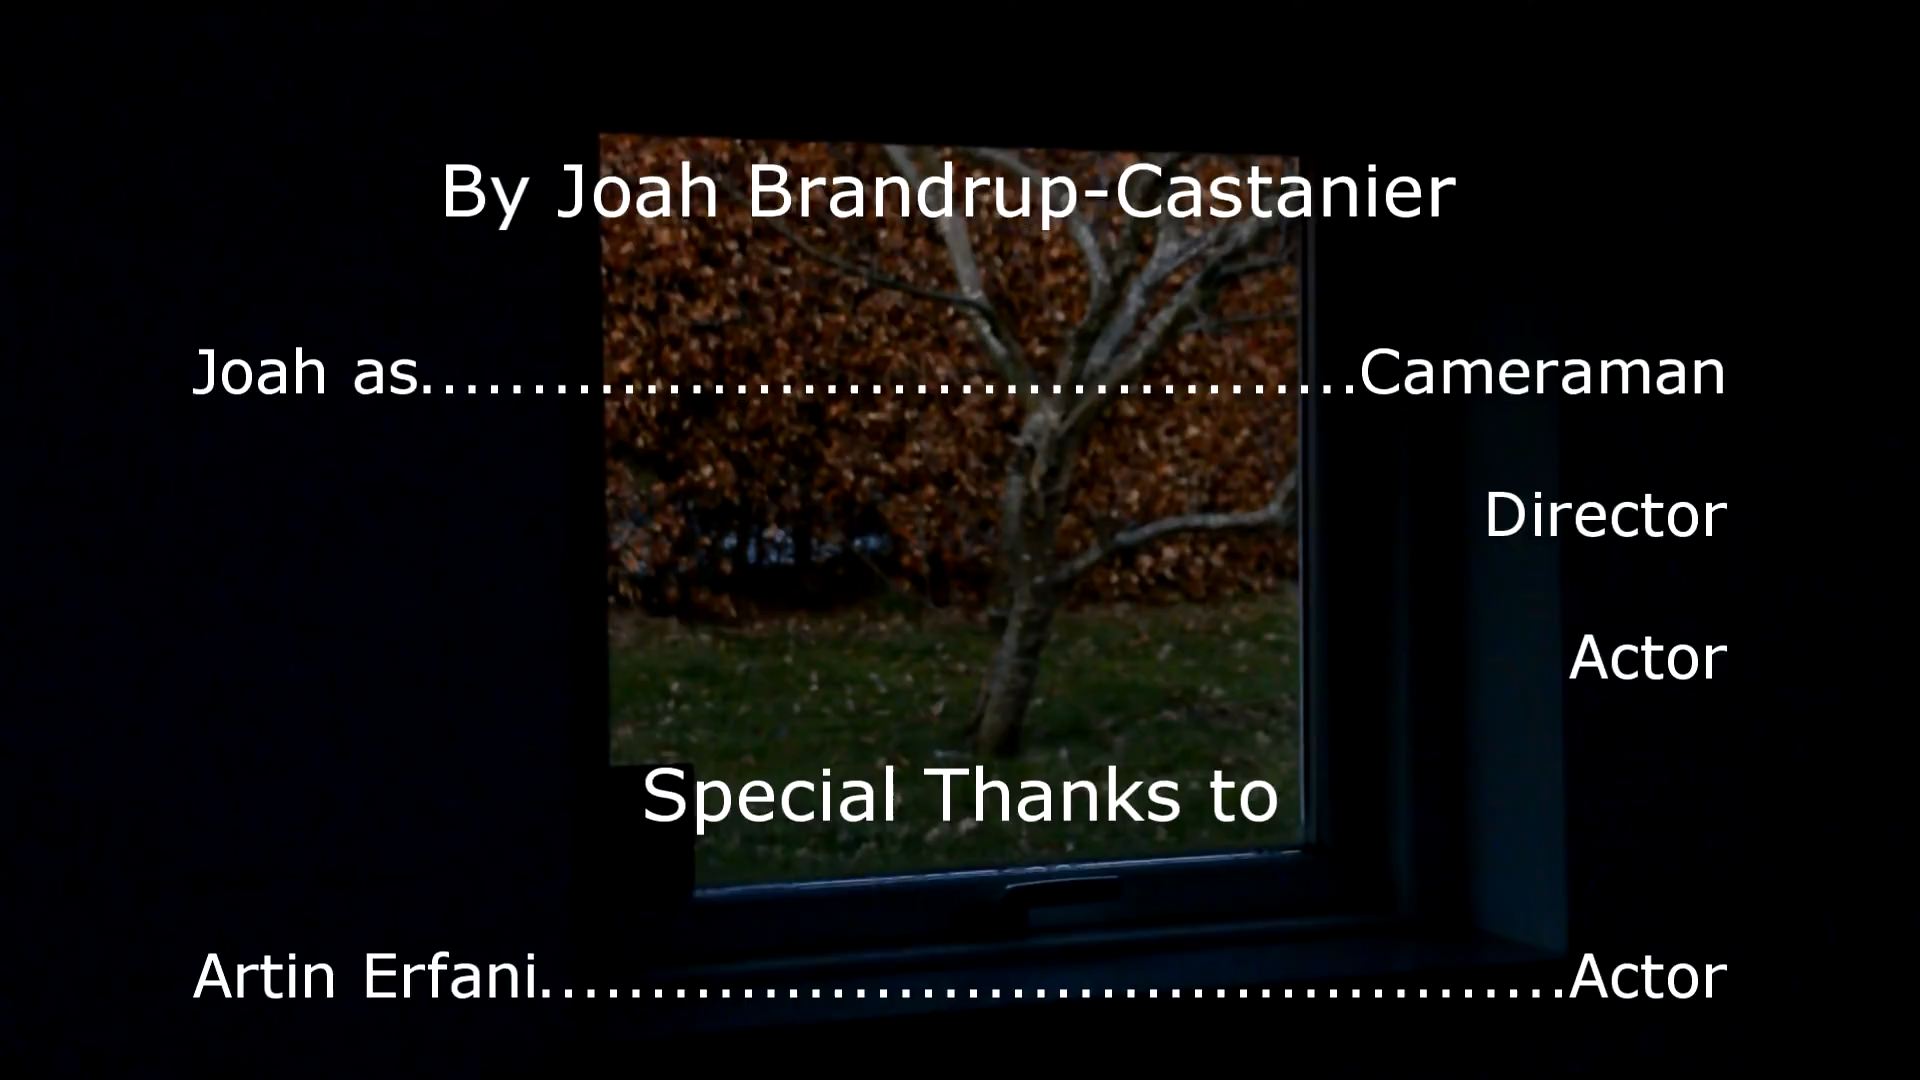 By Joah Brandrup-Castanier
Joah as.........................................Cameraman
Director
Actor
Special Thanks to
Artin Erfani.............................................Actor